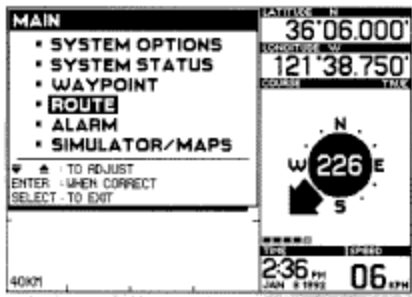 MAIN
▪ SYSTEM OPTIONS
▪ SYSTEM STATUS
▪ WAYPOINT
▪ ROUTE
▪ ALARM
▪ SIMULATOR/MAPS
▼ ▲ : TO ADJUST
ENTER : WHEN CORRECT
SELECT - TO EXIT
40KM
LATITUDE N
36°06.000'
LONGITUDE W
121°38.750'
COURSE TRUE
N
W 226 E
S
TIME SPEED
2:36 PM
JAN 8 1992 06 KPH